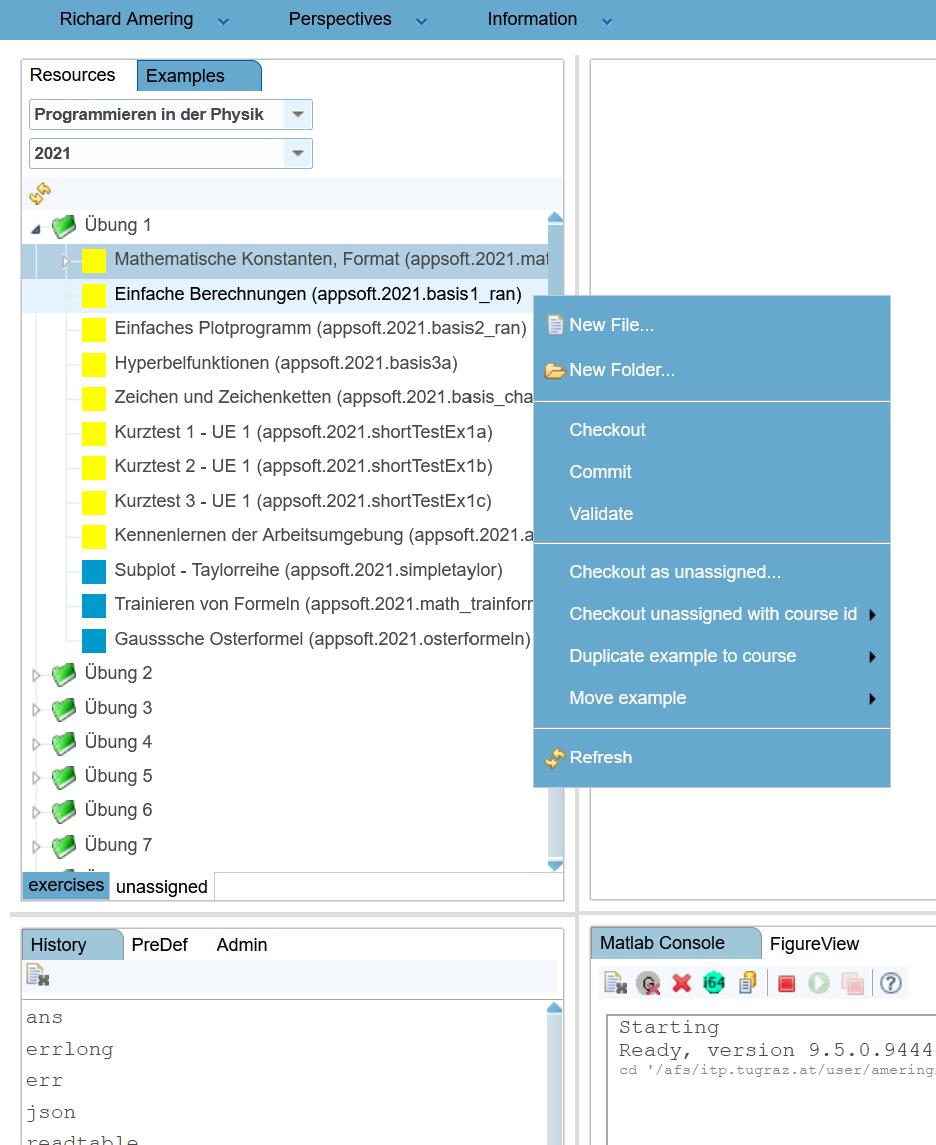 Richard Amering Perspectives Information
Resources Examples
Programmieren in der Physik
2021
Übung 1
Mathematische Konstanten, Format (appsoft.2021.mat
Einfache Berechnungen (appsoft.2021.basis1_ran)
Einfaches Plotprogramm (appsoft.2021.basis2_ran)
Hyperbelfunktionen (appsoft.2021.basis3a)
Zeichen und Zeichenketten (appsoft.2021.basis_cha
Kurztest 1 - UE 1 (appsoft.2021.shortTestEx1a)
Kurztest 2 - UE 1 (appsoft.2021.shortTestEx1b)
Kurztest 3 - UE 1 (appsoft.2021.shortTestEx1c)
Kennenlernen der Arbeitsumgebung (appsoft.2021.a
Subplot - Taylorreihe (appsoft.2021.simpletaylor)
Trainieren von Formeln (appsoft.2021.math_trainforr
Gausssche Osterformel (appsoft.2021.osterformeln)
Übung 2
Übung 3
Übung 4
Übung 5
Übung 6
Übung 7
exercises unassigned
New File...
New Folder...
Checkout
Commit
Validate
Checkout as unassigned...
Checkout unassigned with course id
Duplicate example to course
Move example
Refresh
History PreDef Admin
ans
errlong
err
json
readtable
Matlab Console FigureView
G i64 ?
Starting
Ready, version 9.5.0.9444
cd '/afs/itp.tugraz.at/user/amering